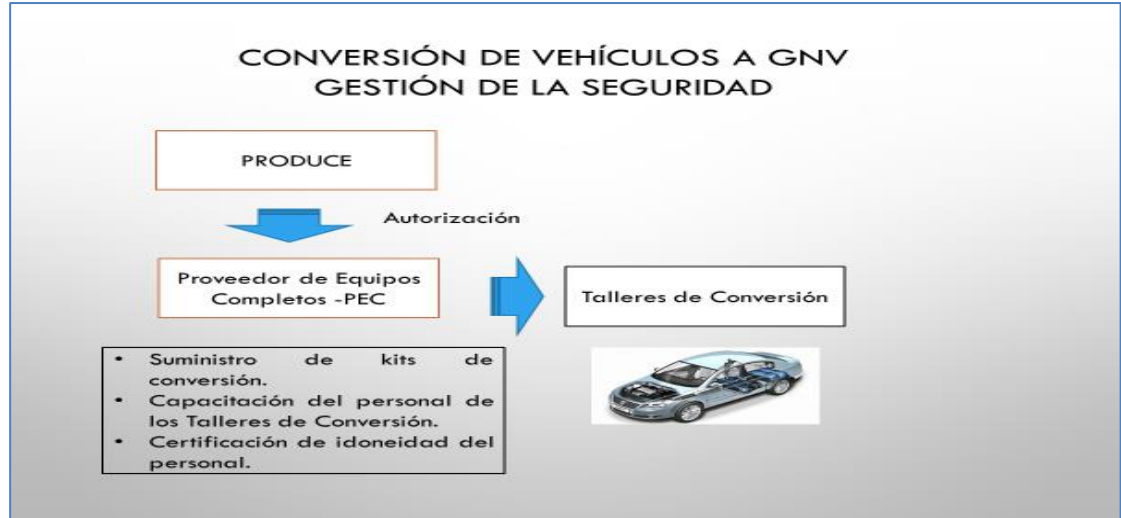 CONVERSIÓN DE VEHÍCULOS A GNV
GESTIÓN DE LA SEGURIDAD
PRODUCE
Autorización
Proveedor de Equipos
Completos -PEC
Talleres de Conversión
• Suministro de kits de
conversión.
• Capacitación del personal de
los Talleres de Conversión.
• Certificación de idoneidad del
personal.